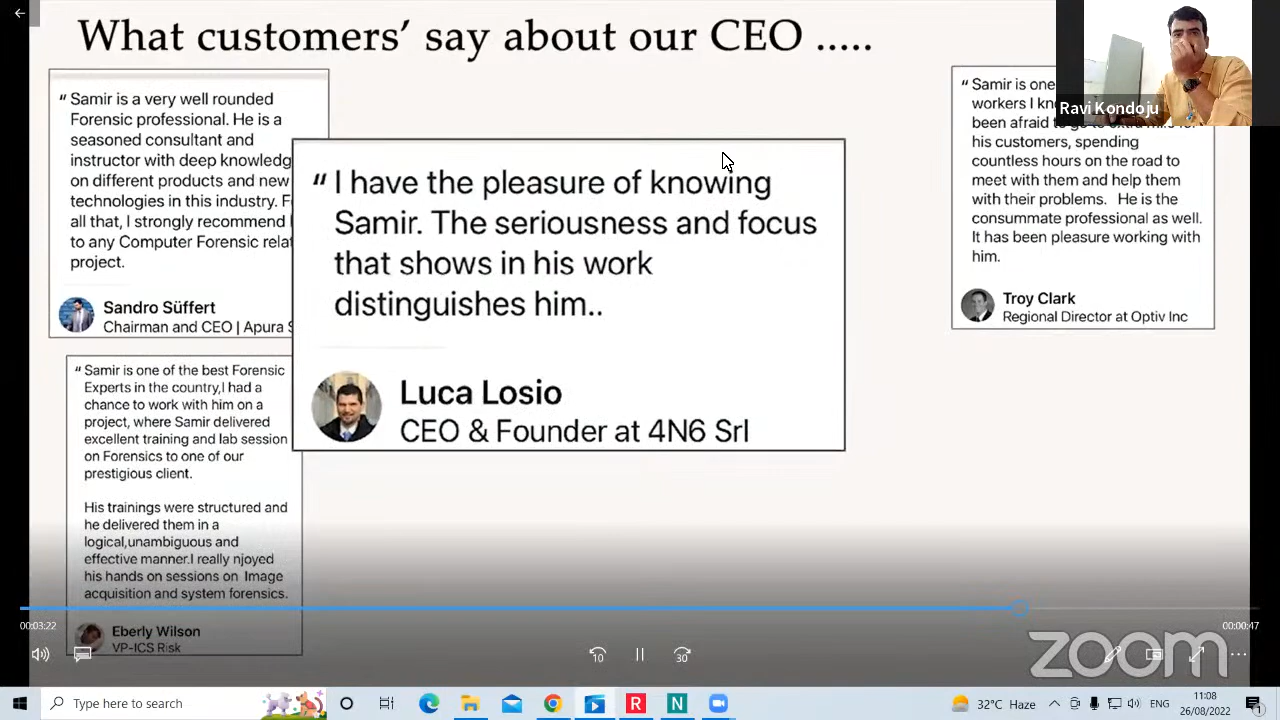 What customers’ say about our CEO .....
" Samir is a very well rounded
Forensic professional. He is a
seasoned consultant and
instructor with deep knowledg
on different products and new
technologies in this industry. F
all that, I strongly recommend
to any Computer Forensic relat
project.
Sandro Süffert
Chairman and CEO | Apura S
" I have the pleasure of knowing
Samir. The seriousness and focus
that shows in his work
distinguishes him..
Luca Losio
CEO & Founder at 4N6 Srl
" Samir is one
workers I kn
been afraid to go to
his customers, spending
countless hours on the road to
meet with them and help them
with their problems. He is the
consummate professional as well.
It has been pleasure working with
him.
Troy Clark
Regional Director at Optiv Inc
Ravi Kondoju
" Samir is one of the best Forensic
Experts in the country,I had a
chance to work with him on a
project, where Samir delivered
excellent training and lab session
on Forensics to one of our
prestigious client.
His trainings were structured and
he delivered them in a
logical,unambiguous and
effective manner.I really njoyed
his hands on sessions on Image
acquisition and system forensics.
Eberly Wilson
VP-ICS Risk
00:03:22
00:00:47
10
30
zoom
Type here to search
R
N
32°C Haze
11:08
26/08/2022
1